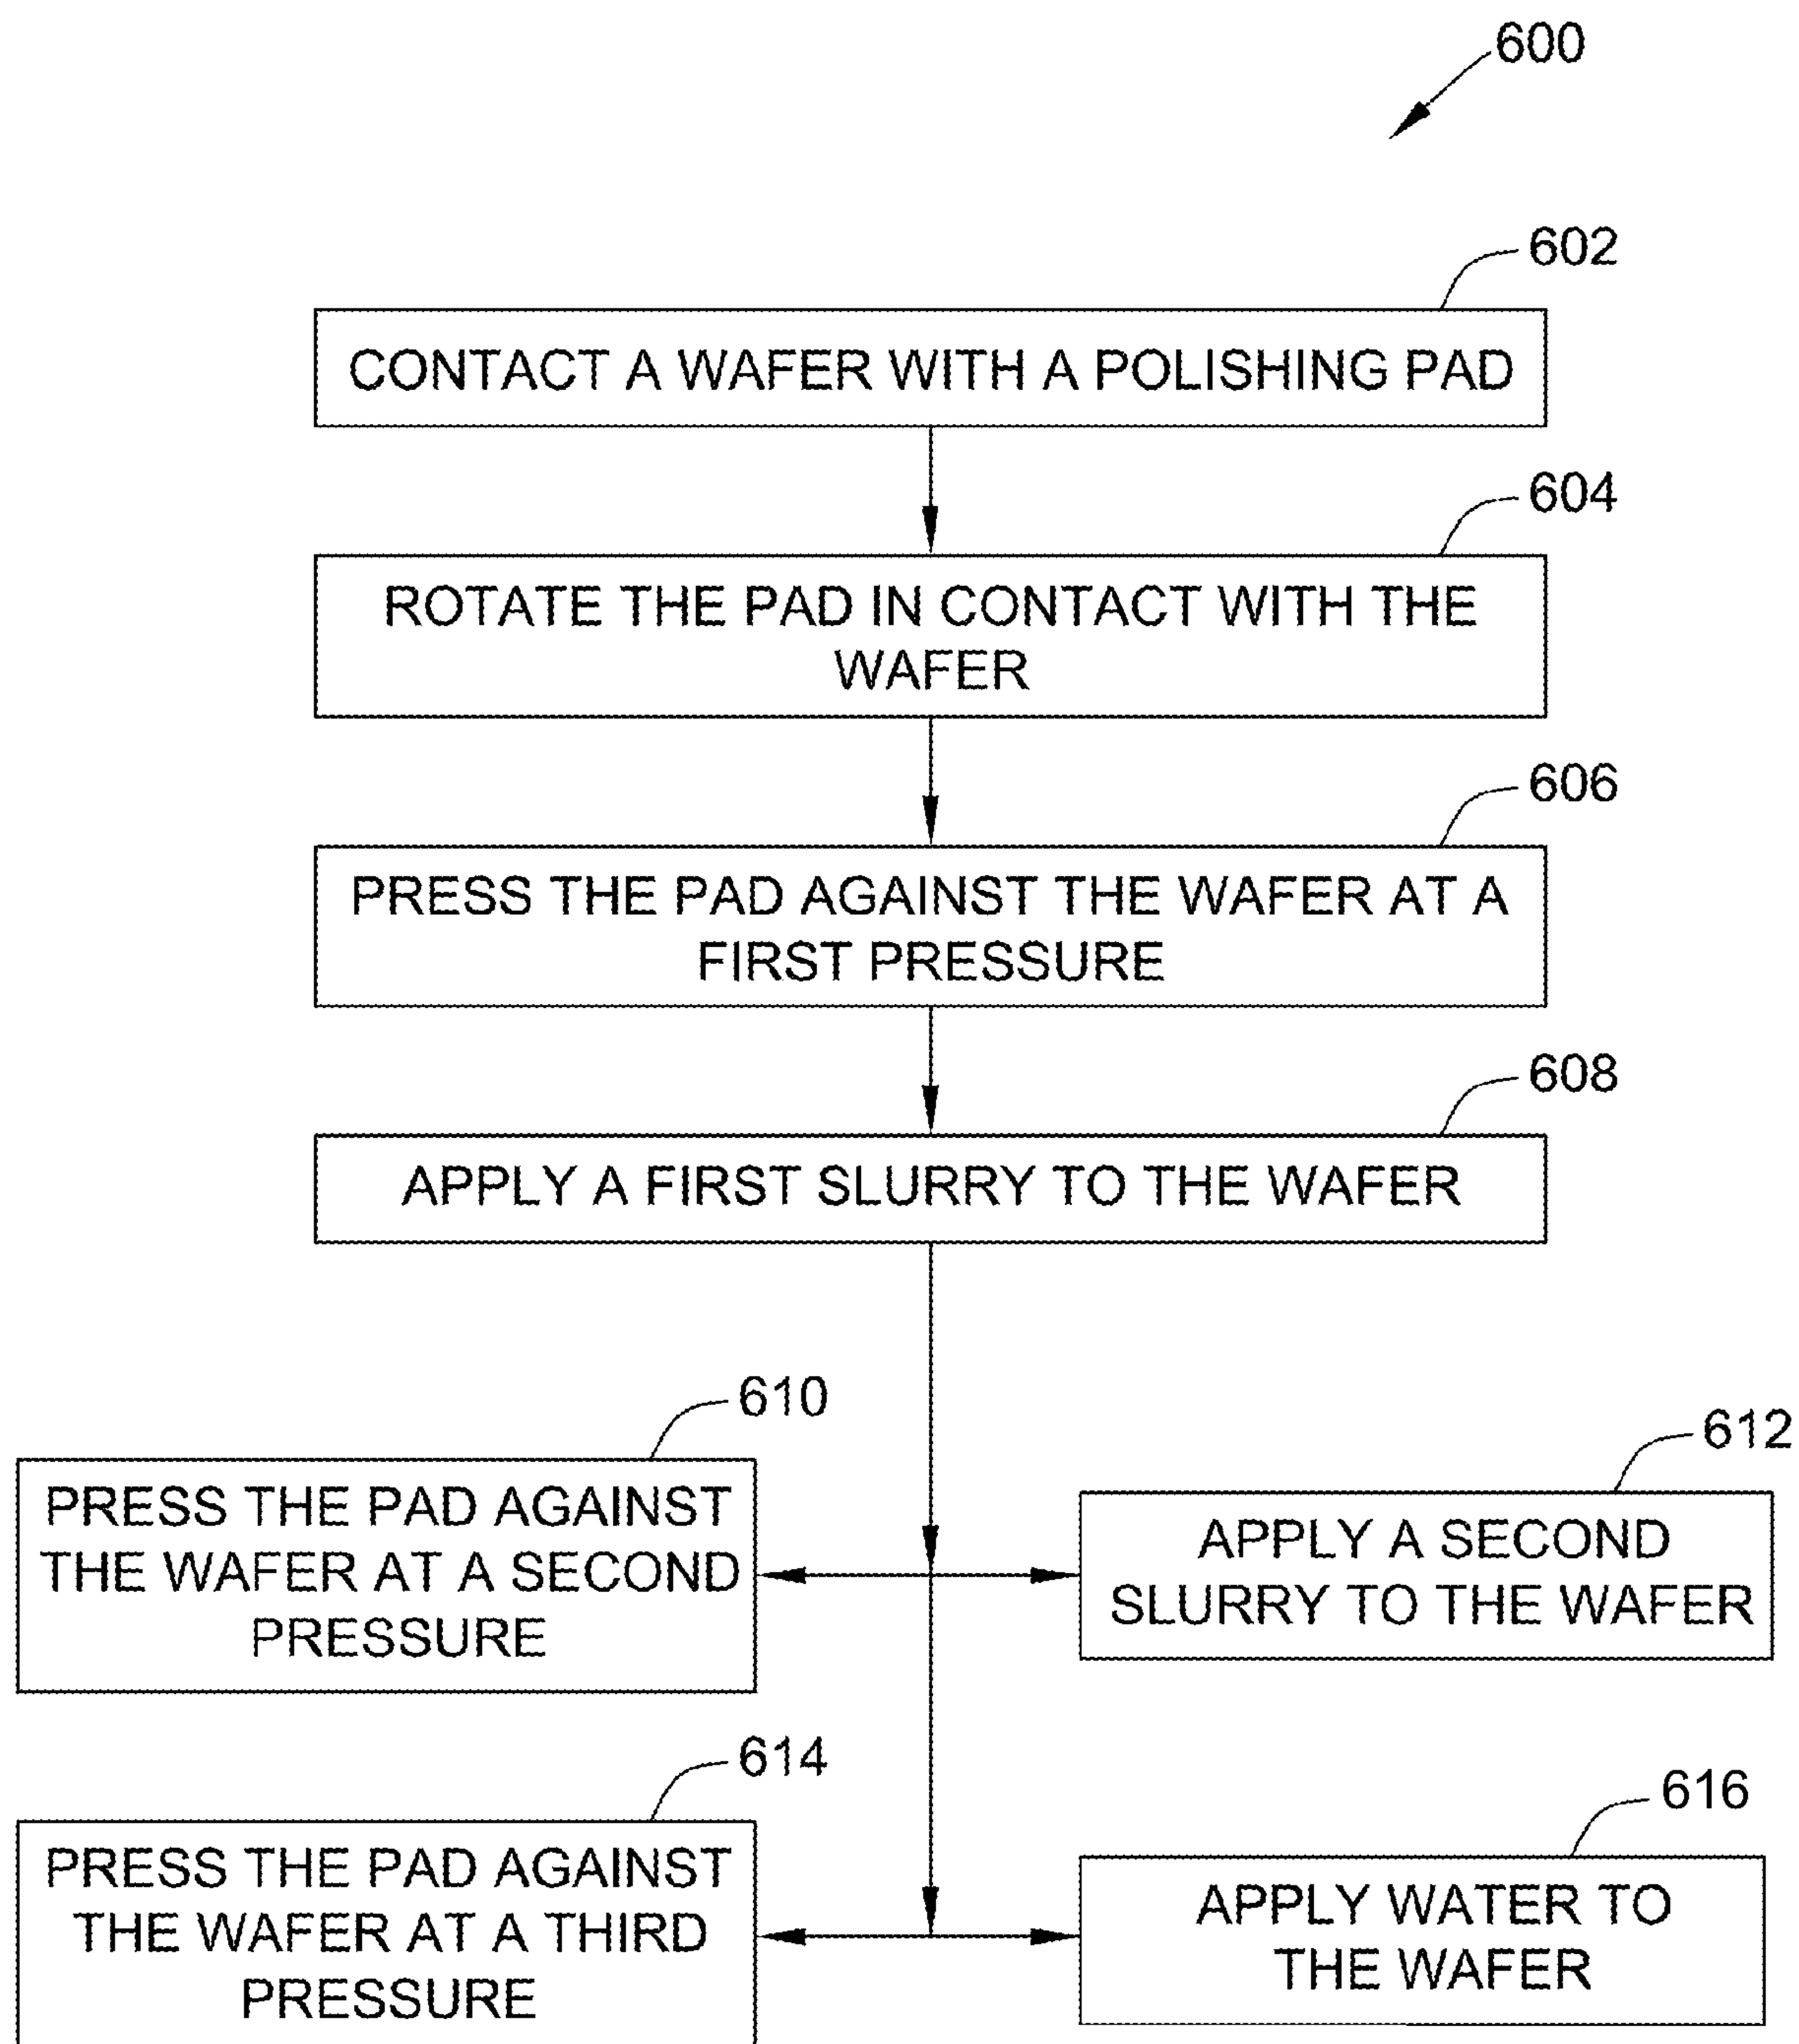 600
602
CONTACT A WAFER WITH A POLISHING PAD
604
ROTATE THE PAD IN CONTACT WITH THE
WAFER
606
PRESS THE PAD AGAINST THE WAFER AT A
FIRST PRESSURE
608
APPLY A FIRST SLURRY TO THE WAFER
610
PRESS THE PAD AGAINST
THE WAFER AT A SECOND
PRESSURE
612
APPLY A SECOND
SLURRY TO THE WAFER
614
PRESS THE PAD AGAINST
THE WAFER AT A THIRD
PRESSURE
616
APPLY WATER TO
THE WAFER